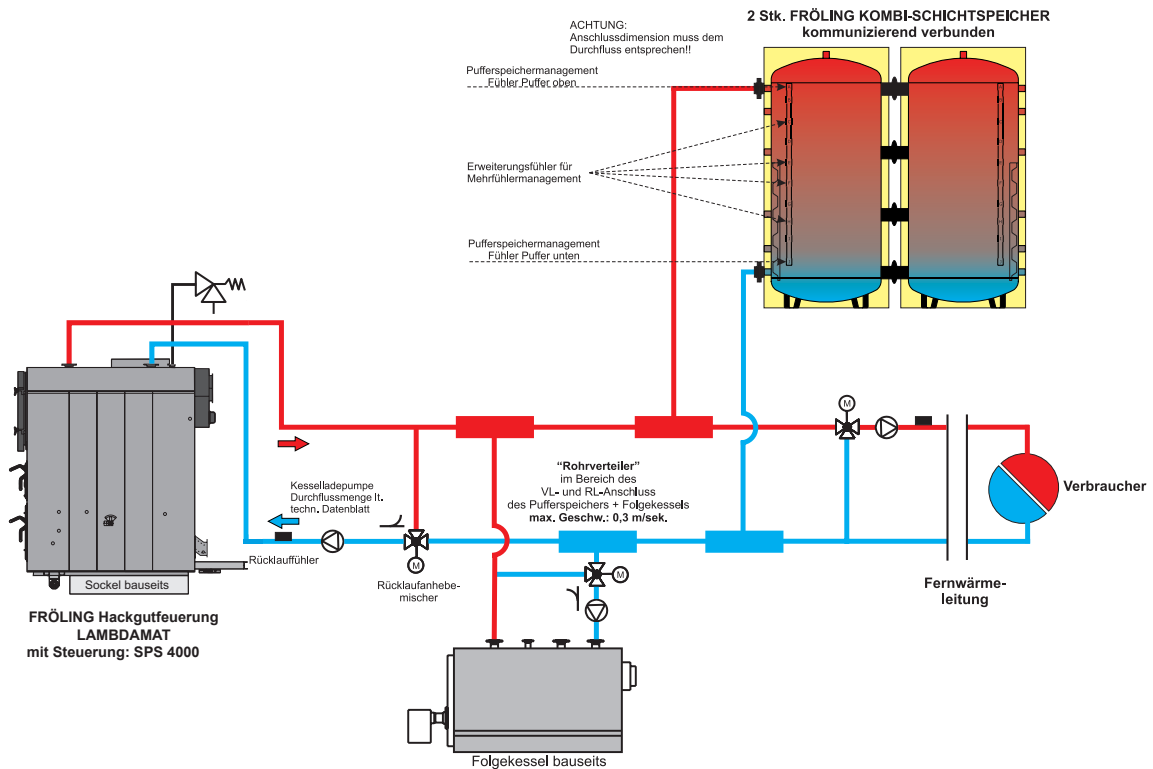 2 Stk. FRÖLING KOMBI-SCHICHTSPEICHER
kommunizierend verbunden
ACHTUNG:
Anschlussdimension muss dem
Durchfluss entsprechen!!
Pufferspeichermanagement
Fühler Puffer oben
Erweiterungsfühler für
Mehrfühlermanagement
Pufferspeichermanagement
Fühler Puffer unten
M
"Rohrverteiler"
im Bereich des
VL- und RL-Anschluss
des Pufferspeichers + Folgekessels
max. Geschw.: 0,3 m/sek.
Verbraucher
Kesselladepumpe
Durchflussmenge lt.
techn. Datenblatt
Rücklauffühler
M
Rücklaufanhebe-
mischer
M
Fernwärme-
leitung
Sockel bauseits
FRÖLING Hackgutfeuerung
LAMBDAMAT
mit Steuerung: SPS 4000
Folgekessel bauseits